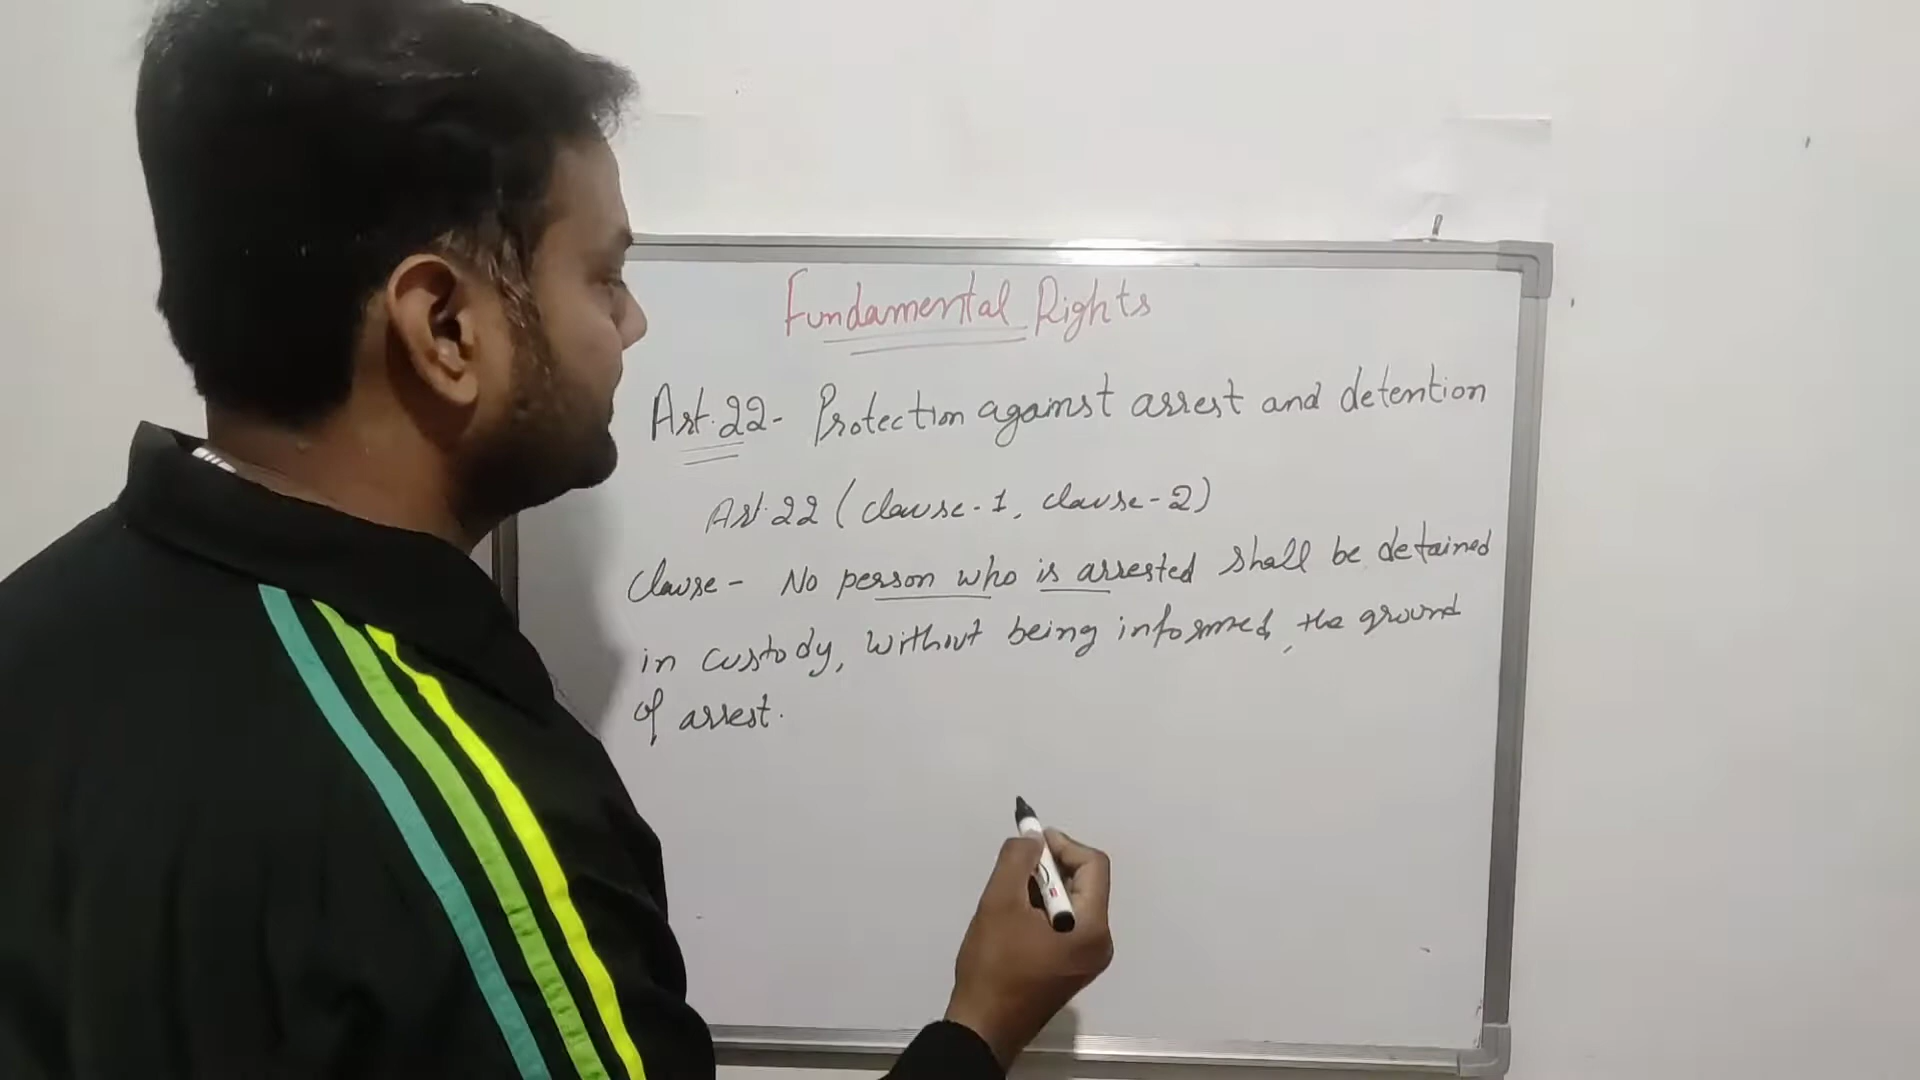 Fundamental Rights
Art.22- Protection against arrest and detention
Art.22 (clause-1, clause-2)
Clause- No person who is arrested shall be detained
in custody, without being informed, the ground
of arrest.